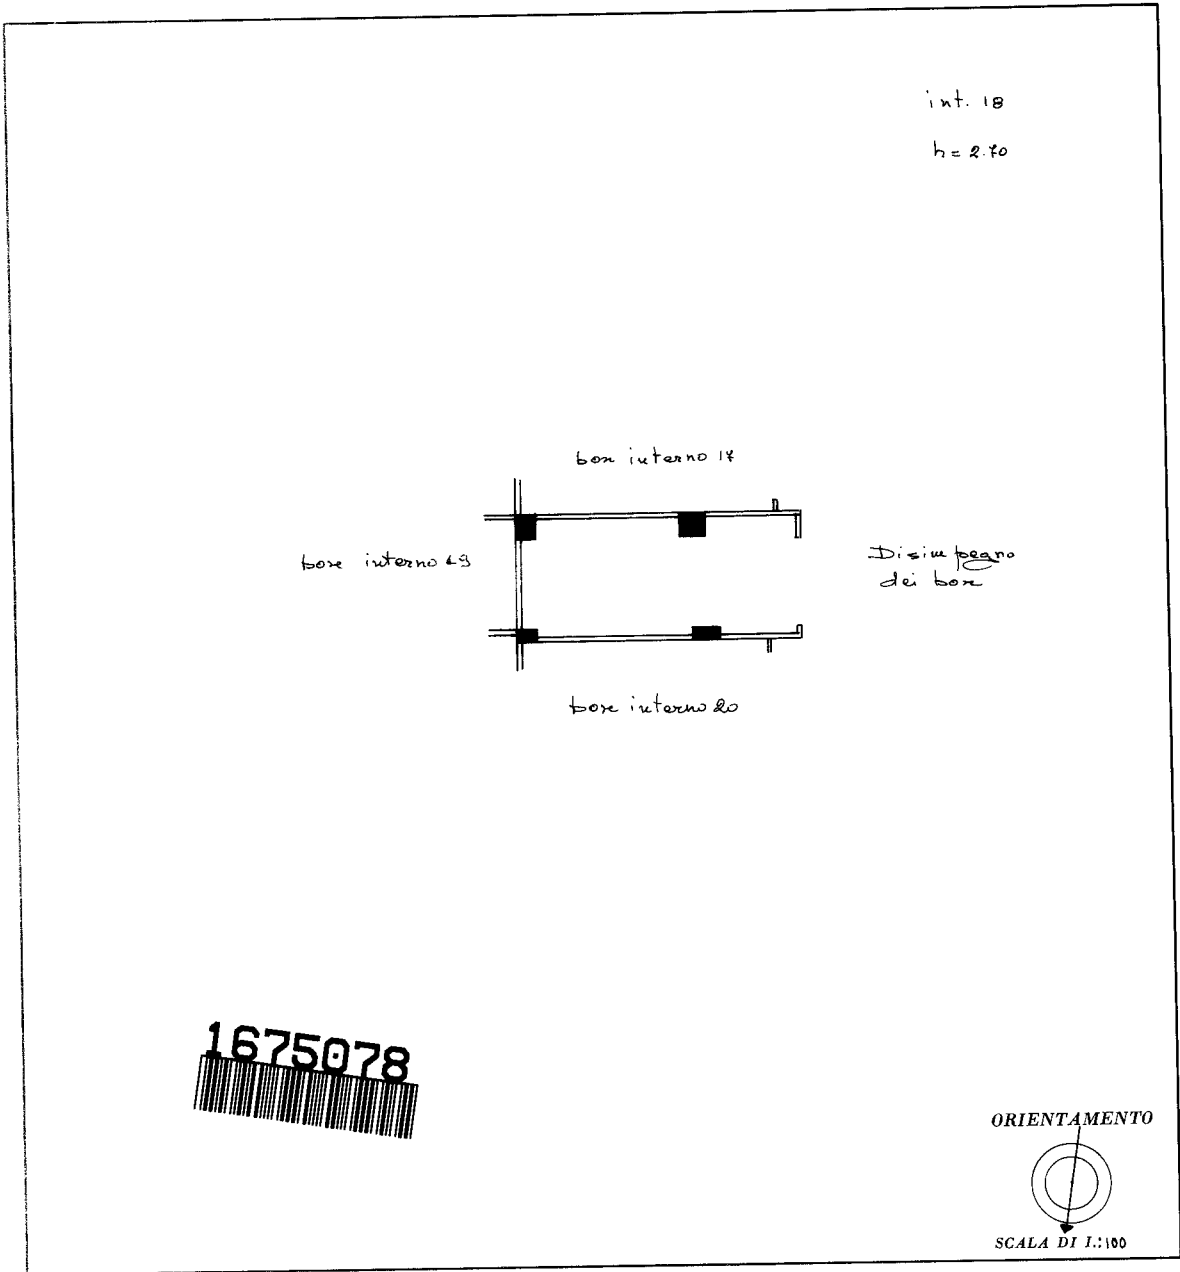 int. 18
h = 2.70
box interno 17
box interno 19
Disimpegno
dei box
box interno 20
1675078
ORIENTAMENTO
SCALA DI 1:100